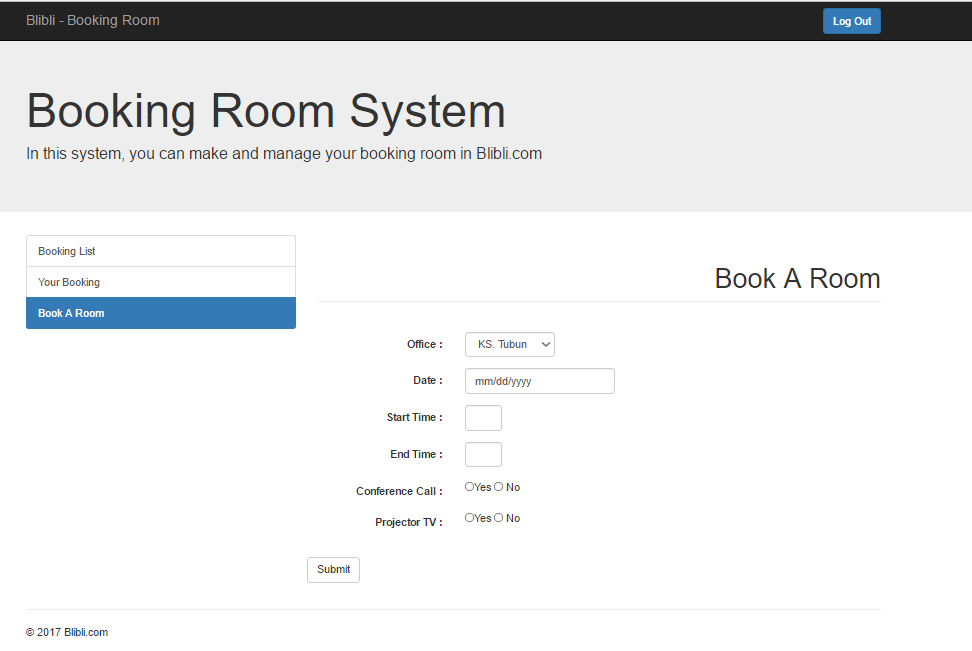 Blibli - Booking Room
Log Out
Booking Room System
In this system, you can make and manage your booking room in Blibli.com
Booking List
Your Booking
Book A Room
Book A Room
Office : KS. Tubun
Date : mm/dd/yyyy
Start Time :
End Time :
Conference Call : Yes No
Projector TV : Yes No
Submit
© 2017 Blibli.com